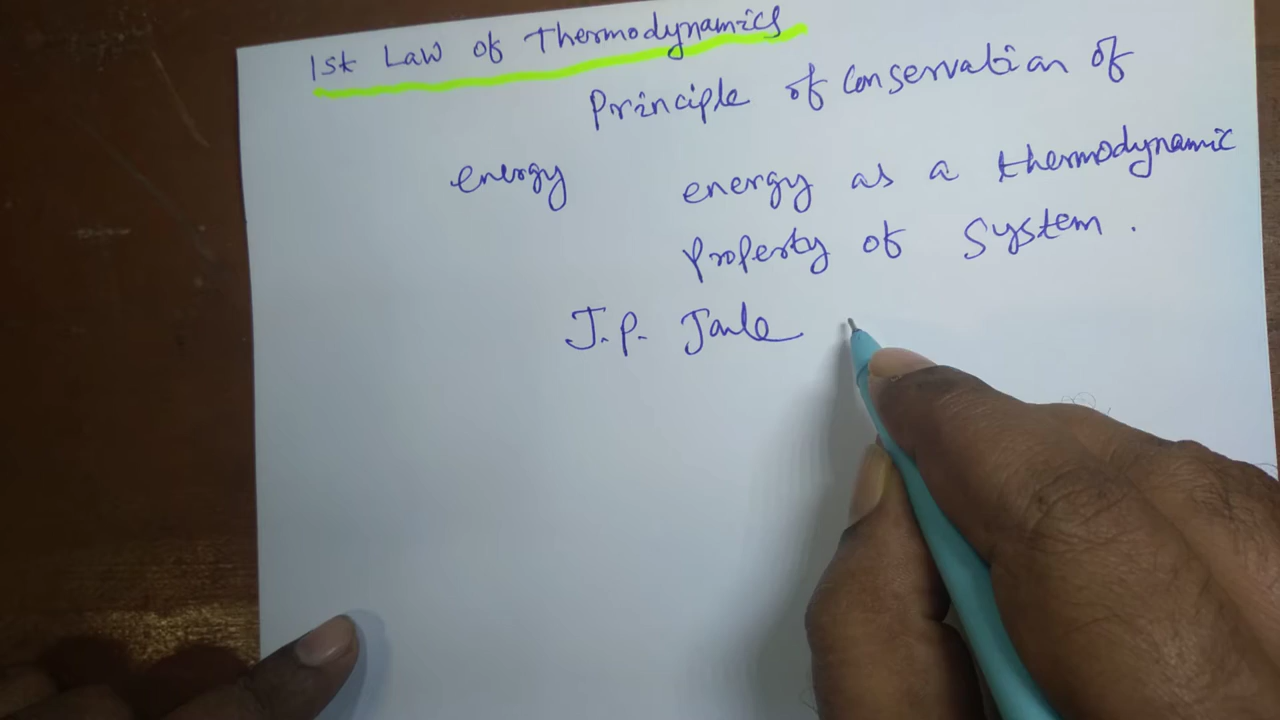 1st Law of Thermodynamics
Principle of Conservation of
energy energy as a thermodynamic
property of System.
J.P. Joule